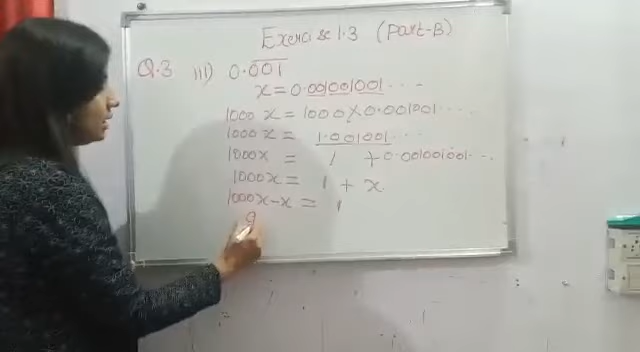 Exercise 1.3 (Part-B)
Q.3 iii) 0.001
x = 0.001001001 ...
1000 x = 1000 x 0.001001 ....
1000 x = 1.001001 ...
1000x = 1 + 0.001001001 ...
1000x = 1 + x
1000x - x = 1
9